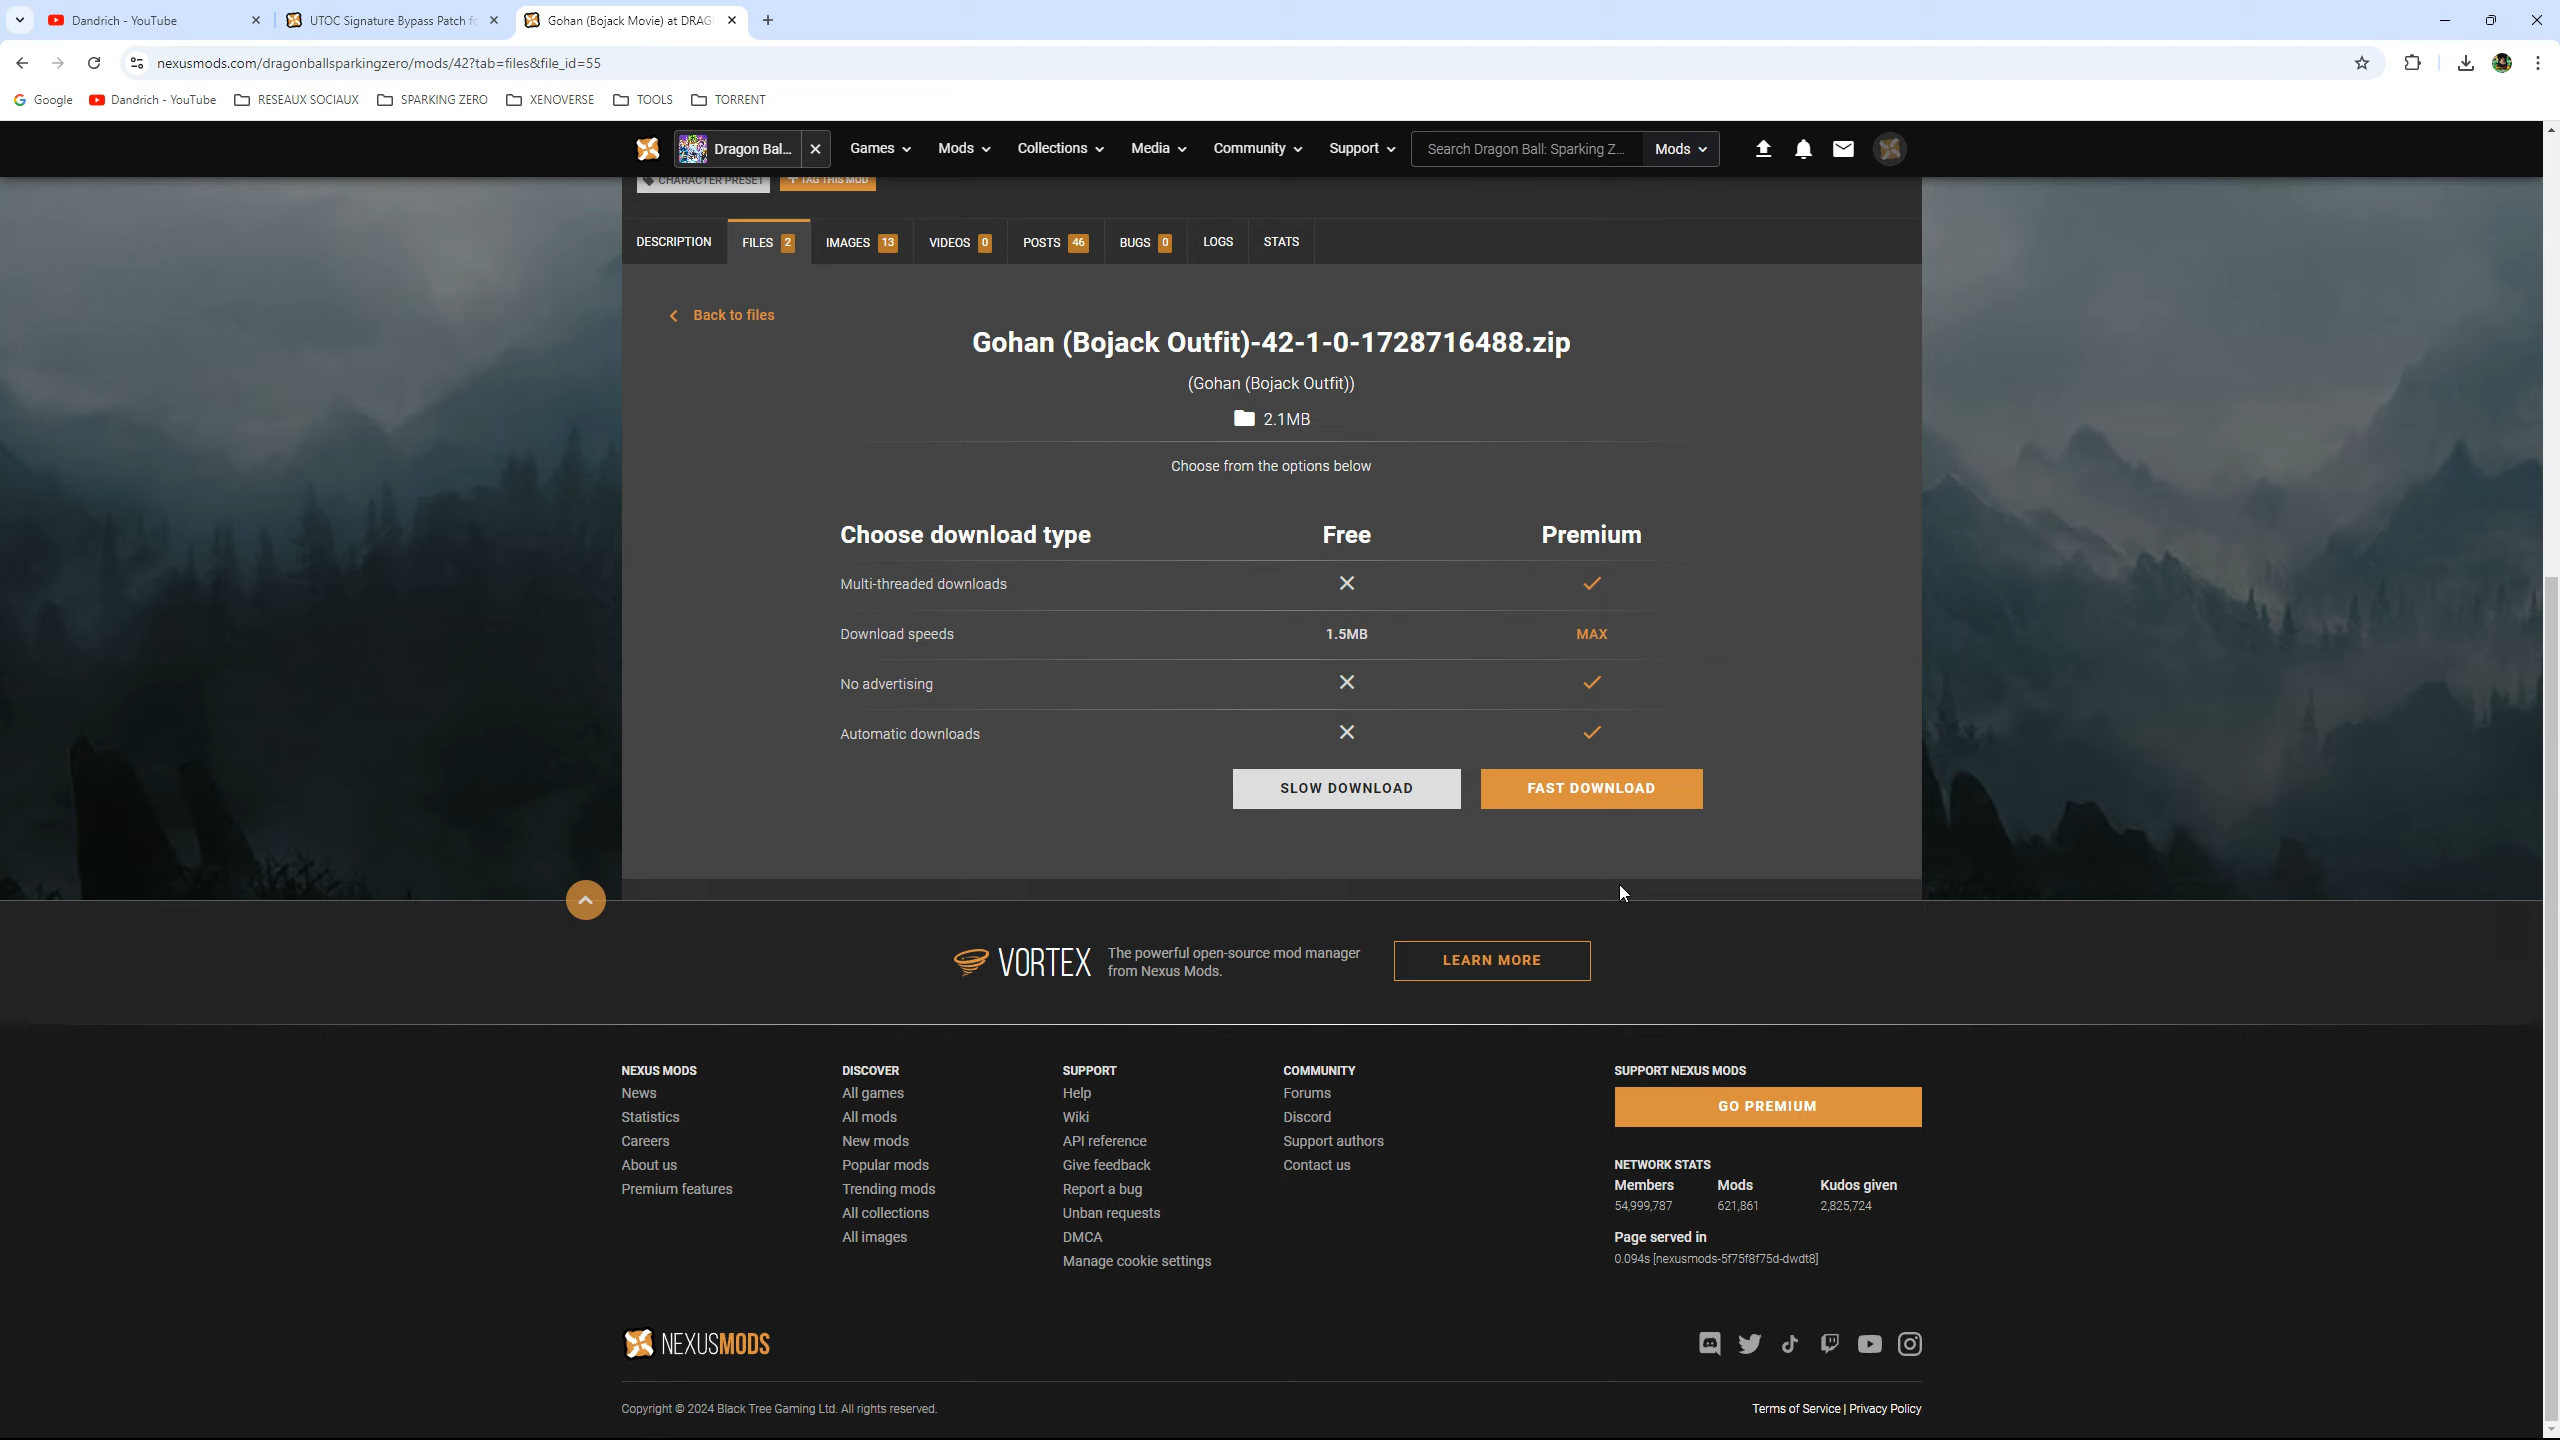 Dandrich - YouTube
UTOC Signature Bypass Patch f
Gohan (Bojack Movie) at DRAG
nexusmods.com/dragonballsparkingzero/mods/42?tab=files&file_id=55
Google
Dandrich - YouTube
RESEAUX SOCIAUX
SPARKING ZERO
XENOVERSE
TOOLS
TORRENT
Dragon Bal...
Games
Mods
Collections
Media
Community
Support
Search Dragon Ball: Sparking Z...
Mods
CHARACTER PRESET
+ TAG THIS MOD
DESCRIPTION
FILES 2
IMAGES 13
VIDEOS 0
POSTS 46
BUGS 0
LOGS
STATS
Back to files
Gohan (Bojack Outfit)-42-1-0-1728716488.zip
(Gohan (Bojack Outfit))
2.1MB
Choose from the options below
Choose download type Free Premium
Multi-threaded downloads
Download speeds 1.5MB MAX
No advertising
Automatic downloads
SLOW DOWNLOAD FAST DOWNLOAD
VORTEX
The powerful open-source mod manager
from Nexus Mods.
LEARN MORE
NEXUS MODS
News
Statistics
Careers
About us
Premium features
DISCOVER
All games
All mods
New mods
Popular mods
Trending mods
All collections
All images
SUPPORT
Help
Wiki
API reference
Give feedback
Report a bug
Unban requests
DMCA
Manage cookie settings
COMMUNITY
Forums
Discord
Support authors
Contact us
SUPPORT NEXUS MODS
GO PREMIUM
NETWORK STATS
Members Mods Kudos given
54,999,787 621,861 2,825,724
Page served in
0.094s [nexusmods-5f75f8f75d-dwdt8]
NEXUSMODS
Copyright © 2024 Black Tree Gaming Ltd. All rights reserved.
Terms of Service | Privacy Policy